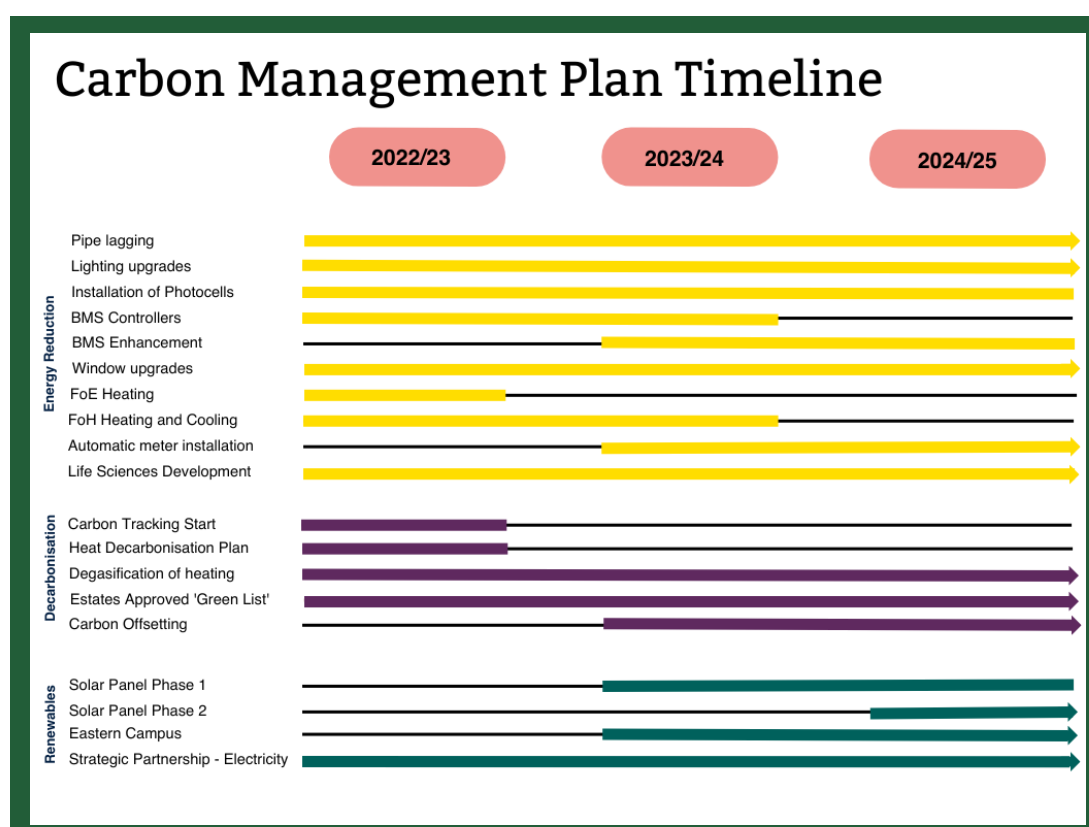 Carbon Management Plan Timeline
2022/23
2023/24
2024/25
Energy Reduction
Pipe lagging
Lighting upgrades
Installation of Photocells
BMS Controllers
BMS Enhancement
Window upgrades
FoE Heating
FoH Heating and Cooling
Automatic meter installation
Life Sciences Development
Decarbonisation
Carbon Tracking Start
Heat Decarbonisation Plan
Degasification of heating
Estates Approved 'Green List'
Carbon Offsetting
Renewables
Solar Panel Phase 1
Solar Panel Phase 2
Eastern Campus
Strategic Partnership - Electricity